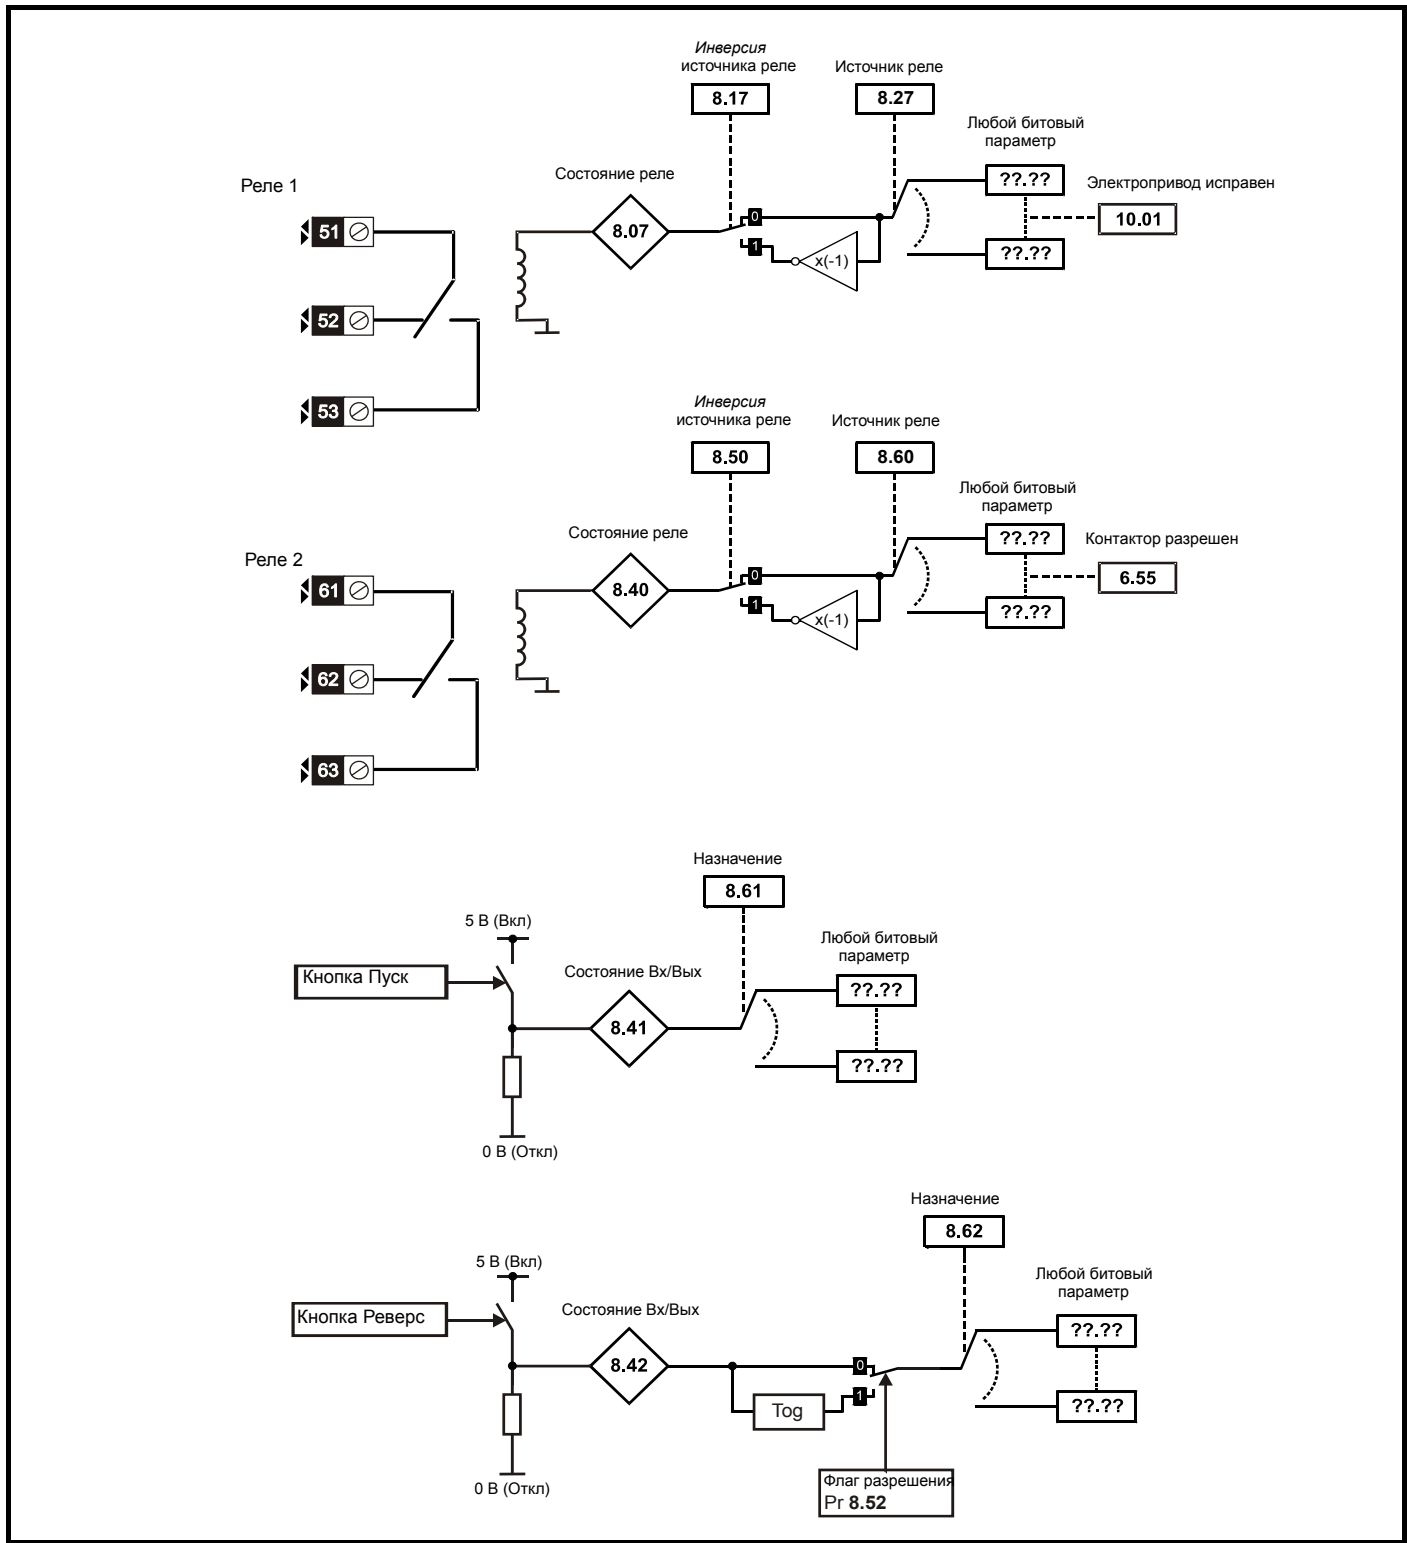 Инверсия
источника реле
8.17
Источник реле
8.27
Любой битовый
параметр
??.??
Электропривод исправен
10.01
??.??
Реле 1
Состояние реле
8.07
0
1
x(-1)
51
52
53
Инверсия
источника реле
8.50
Источник реле
8.60
Любой битовый
параметр
??.??
Контактор разрешен
6.55
??.??
Реле 2
Состояние реле
8.40
0
1
x(-1)
61
62
63
Назначение
8.61
5 В (Вкл)
Кнопка Пуск
Состояние Вх/Вых
8.41
Любой битовый
параметр
??.??
??.??
0 В (Откл)
Назначение
8.62
5 В (Вкл)
Кнопка Реверс
Состояние Вх/Вых
8.42
0
1
Tog
Любой битовый
параметр
??.??
??.??
Флаг разрешения
Pr 8.52
0 В (Откл)